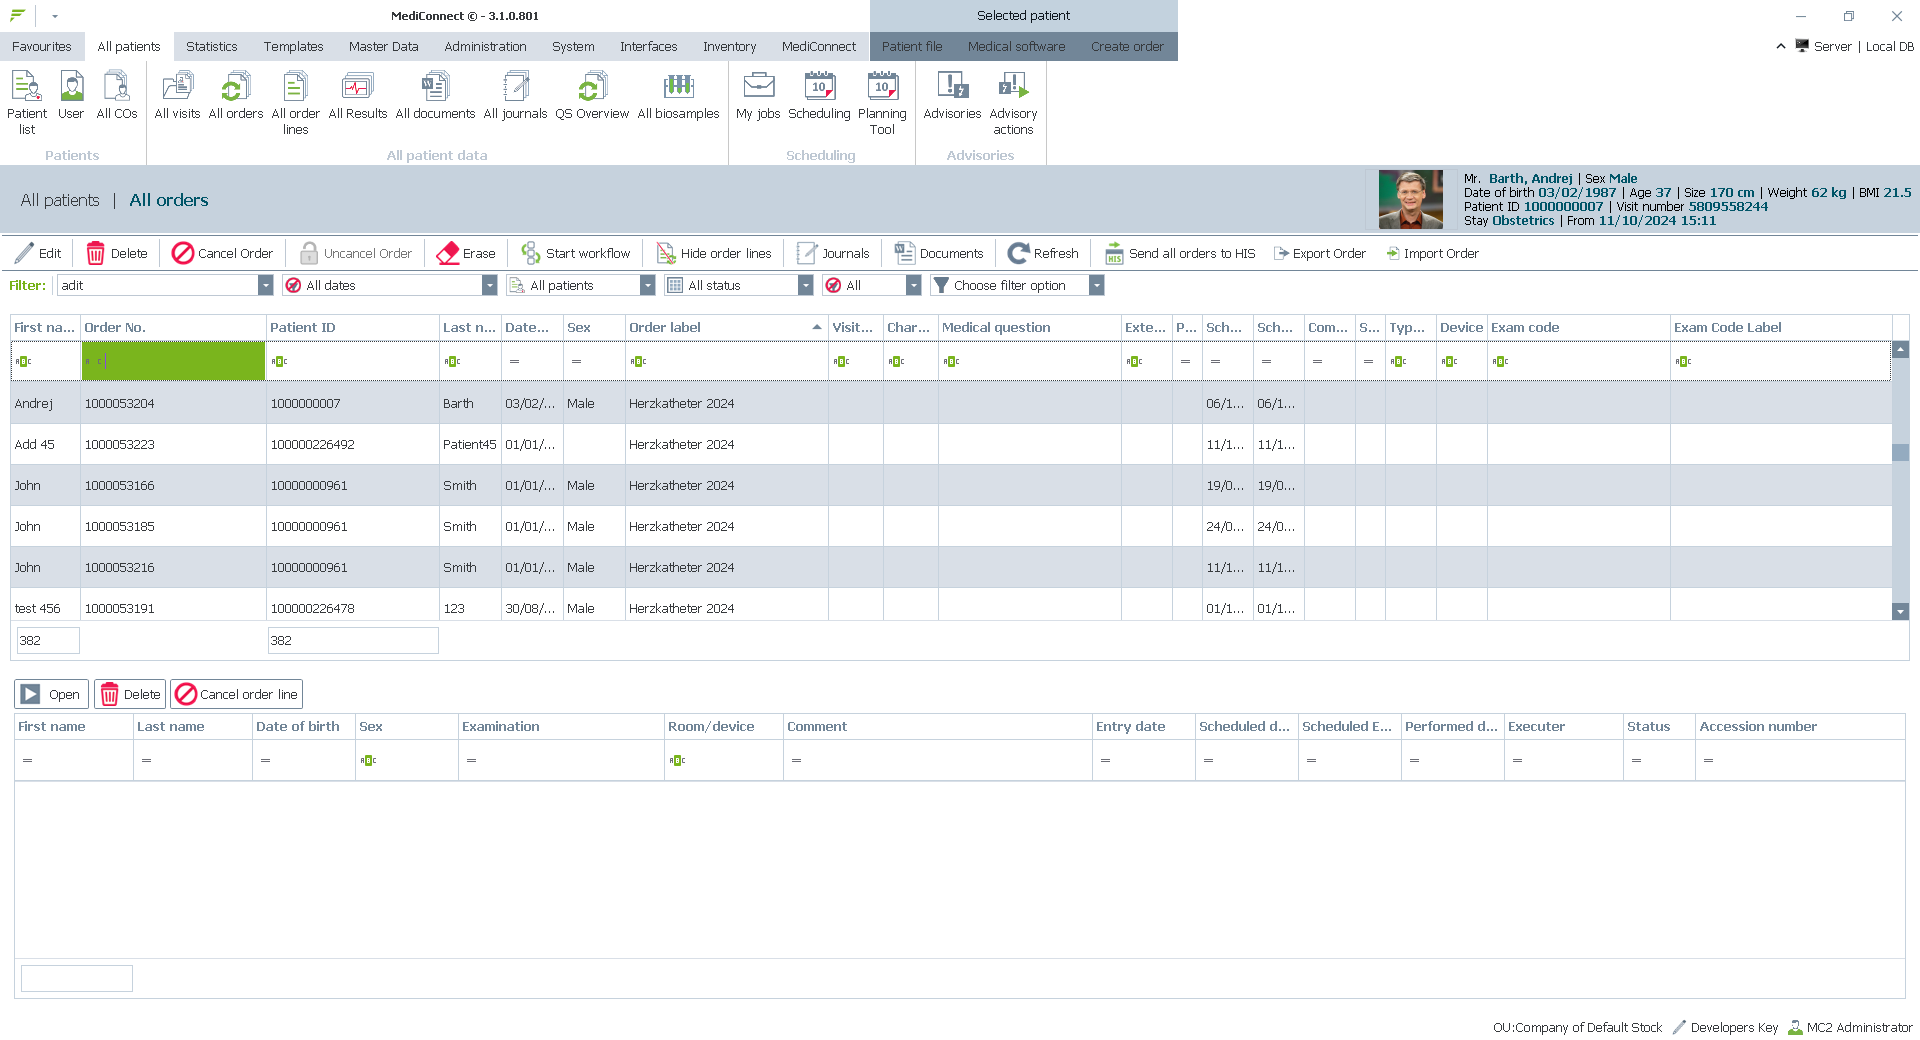 MediConnect © - 3.1.0.801
Selected patient
Favourites All patients Statistics Templates Master Data Administration System Interfaces Inventory MediConnect Patient file Medical software Create order
Server | Local DB
Patient list User All COs All visits All orders All order lines All Results All documents All journals QS Overview All biosamples My jobs Scheduling Planning Tool Advisories Advisory actions
Patients All patient data Scheduling Advisories
All patients | All orders
Mr. Barth, Andrej | Sex Male
Date of birth 03/02/1987 | Age 37 | Size 170 cm | Weight 62 kg | BMI 21.5
Patient ID 1000000007 | Visit number 5809558244
Stay Obstetrics | From 11/10/2024 15:11
Edit Delete Cancel Order Uncancel Order Erase Start workflow Hide order lines Journals Documents Refresh Send all orders to HIS Export Order Import Order
Filter: adit All dates All patients All status All Choose filter option
First na... Order No. Patient ID Last n... Date... Sex Order label Visit... Char... Medical question Exte... P... Sch... Sch... Com... S... Typ... Device Exam code Exam Code Label
Andrej 1000053204 1000000007 Barth 03/02/... Male Herzkatheter 2024 06/1... 06/1...
Add 45 1000053223 100000226492 Patient45 01/01/... Herzkatheter 2024 11/1... 11/1...
John 1000053166 10000000961 Smith 01/01/... Male Herzkatheter 2024 19/0... 19/0...
John 1000053185 10000000961 Smith 01/01/... Male Herzkatheter 2024 24/0... 24/0...
John 1000053216 10000000961 Smith 01/01/... Male Herzkatheter 2024 11/1... 11/1...
test 456 1000053191 100000226478 123 30/08/... Male Herzkatheter 2024 01/1... 01/1...
382 382
Open Delete Cancel order line
First name Last name Date of birth Sex Examination Room/device Comment Entry date Scheduled d... Scheduled E... Performed d... Executer Status Accession number
OU:Company of Default Stock Developers Key MC2 Administrator